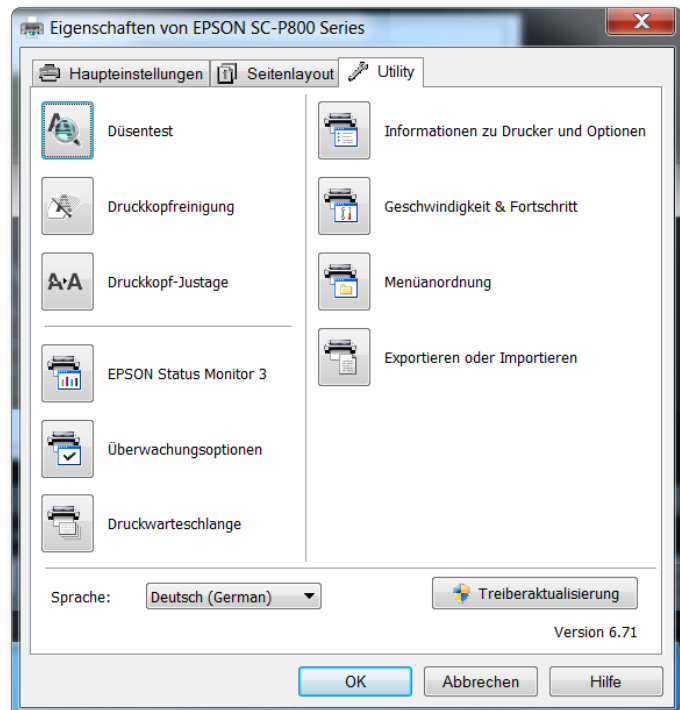 Eigenschaften von EPSON SC-P800 Series
Haupteinstellungen
Seitenlayout
Utility
Düsentest
Druckkopfreinigung
Druckkopf-Justage
EPSON Status Monitor 3
Überwachungsoptionen
Druckwarteschlange
Informationen zu Drucker und Optionen
Geschwindigkeit & Fortschritt
Menüanordnung
Exportieren oder Importieren
Sprache:
Deutsch (German)
Treiberaktualisierung
Version 6.71
OK
Abbrechen
Hilfe